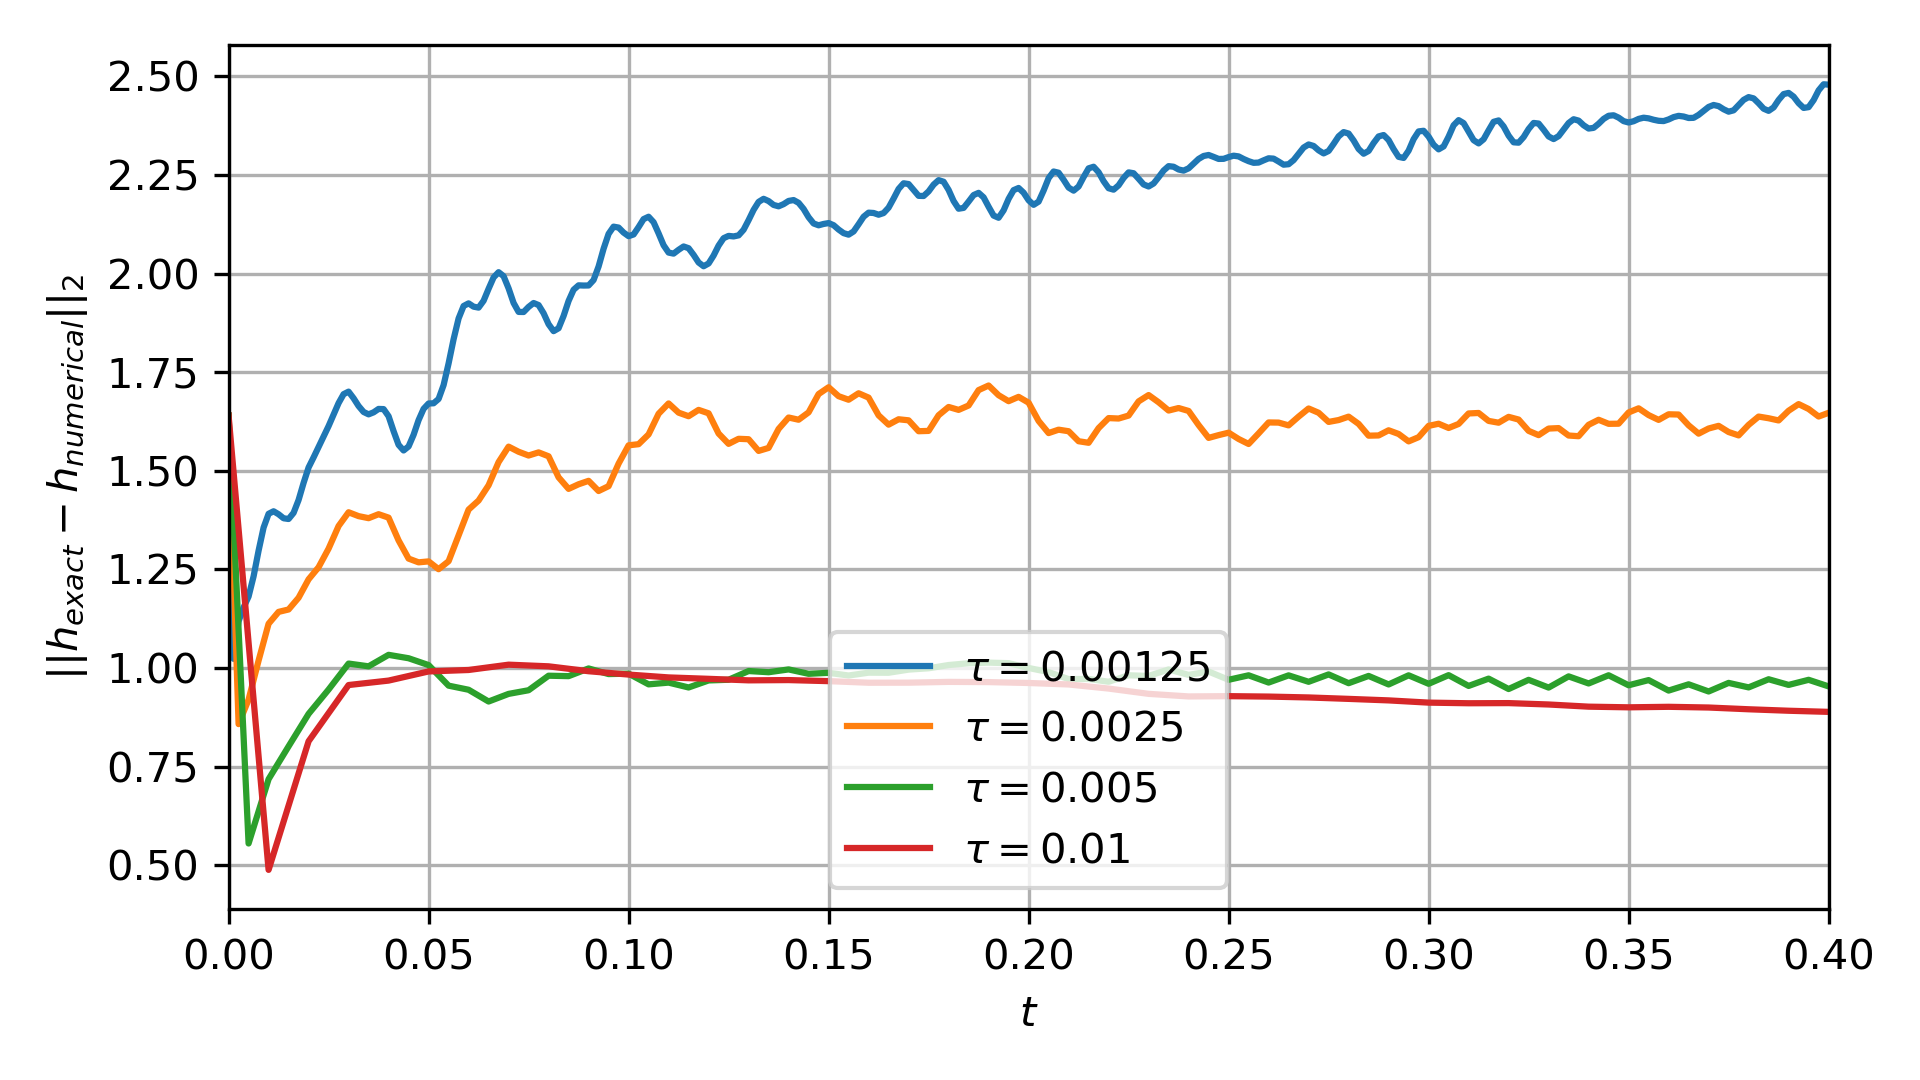 2.50
2.25
2.00
1.75
1.50
1.25
1.00
0.75
0.50
||h_exact − h_numerical||_2
τ = 0.00125
τ = 0.0025
τ = 0.005
τ = 0.01
0.00 0.05 0.10 0.15 0.20 0.25 0.30 0.35 0.40
t